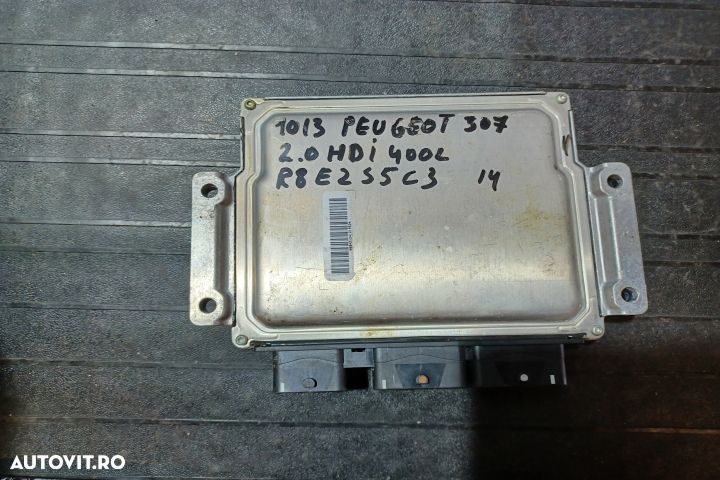 1013 PEUGEOT 307
2.0 HDi 400L
R8E2S5C3 14
AUTOVIT.RO